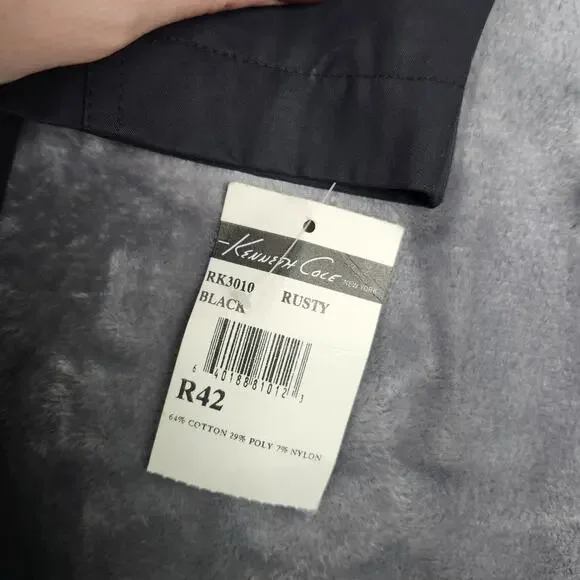 KENNETH COLE NEW YORK
RK3010 RUSTY
BLACK
6 40188 81012 3
R42
64% COTTON 29% POLY 7% NYLON